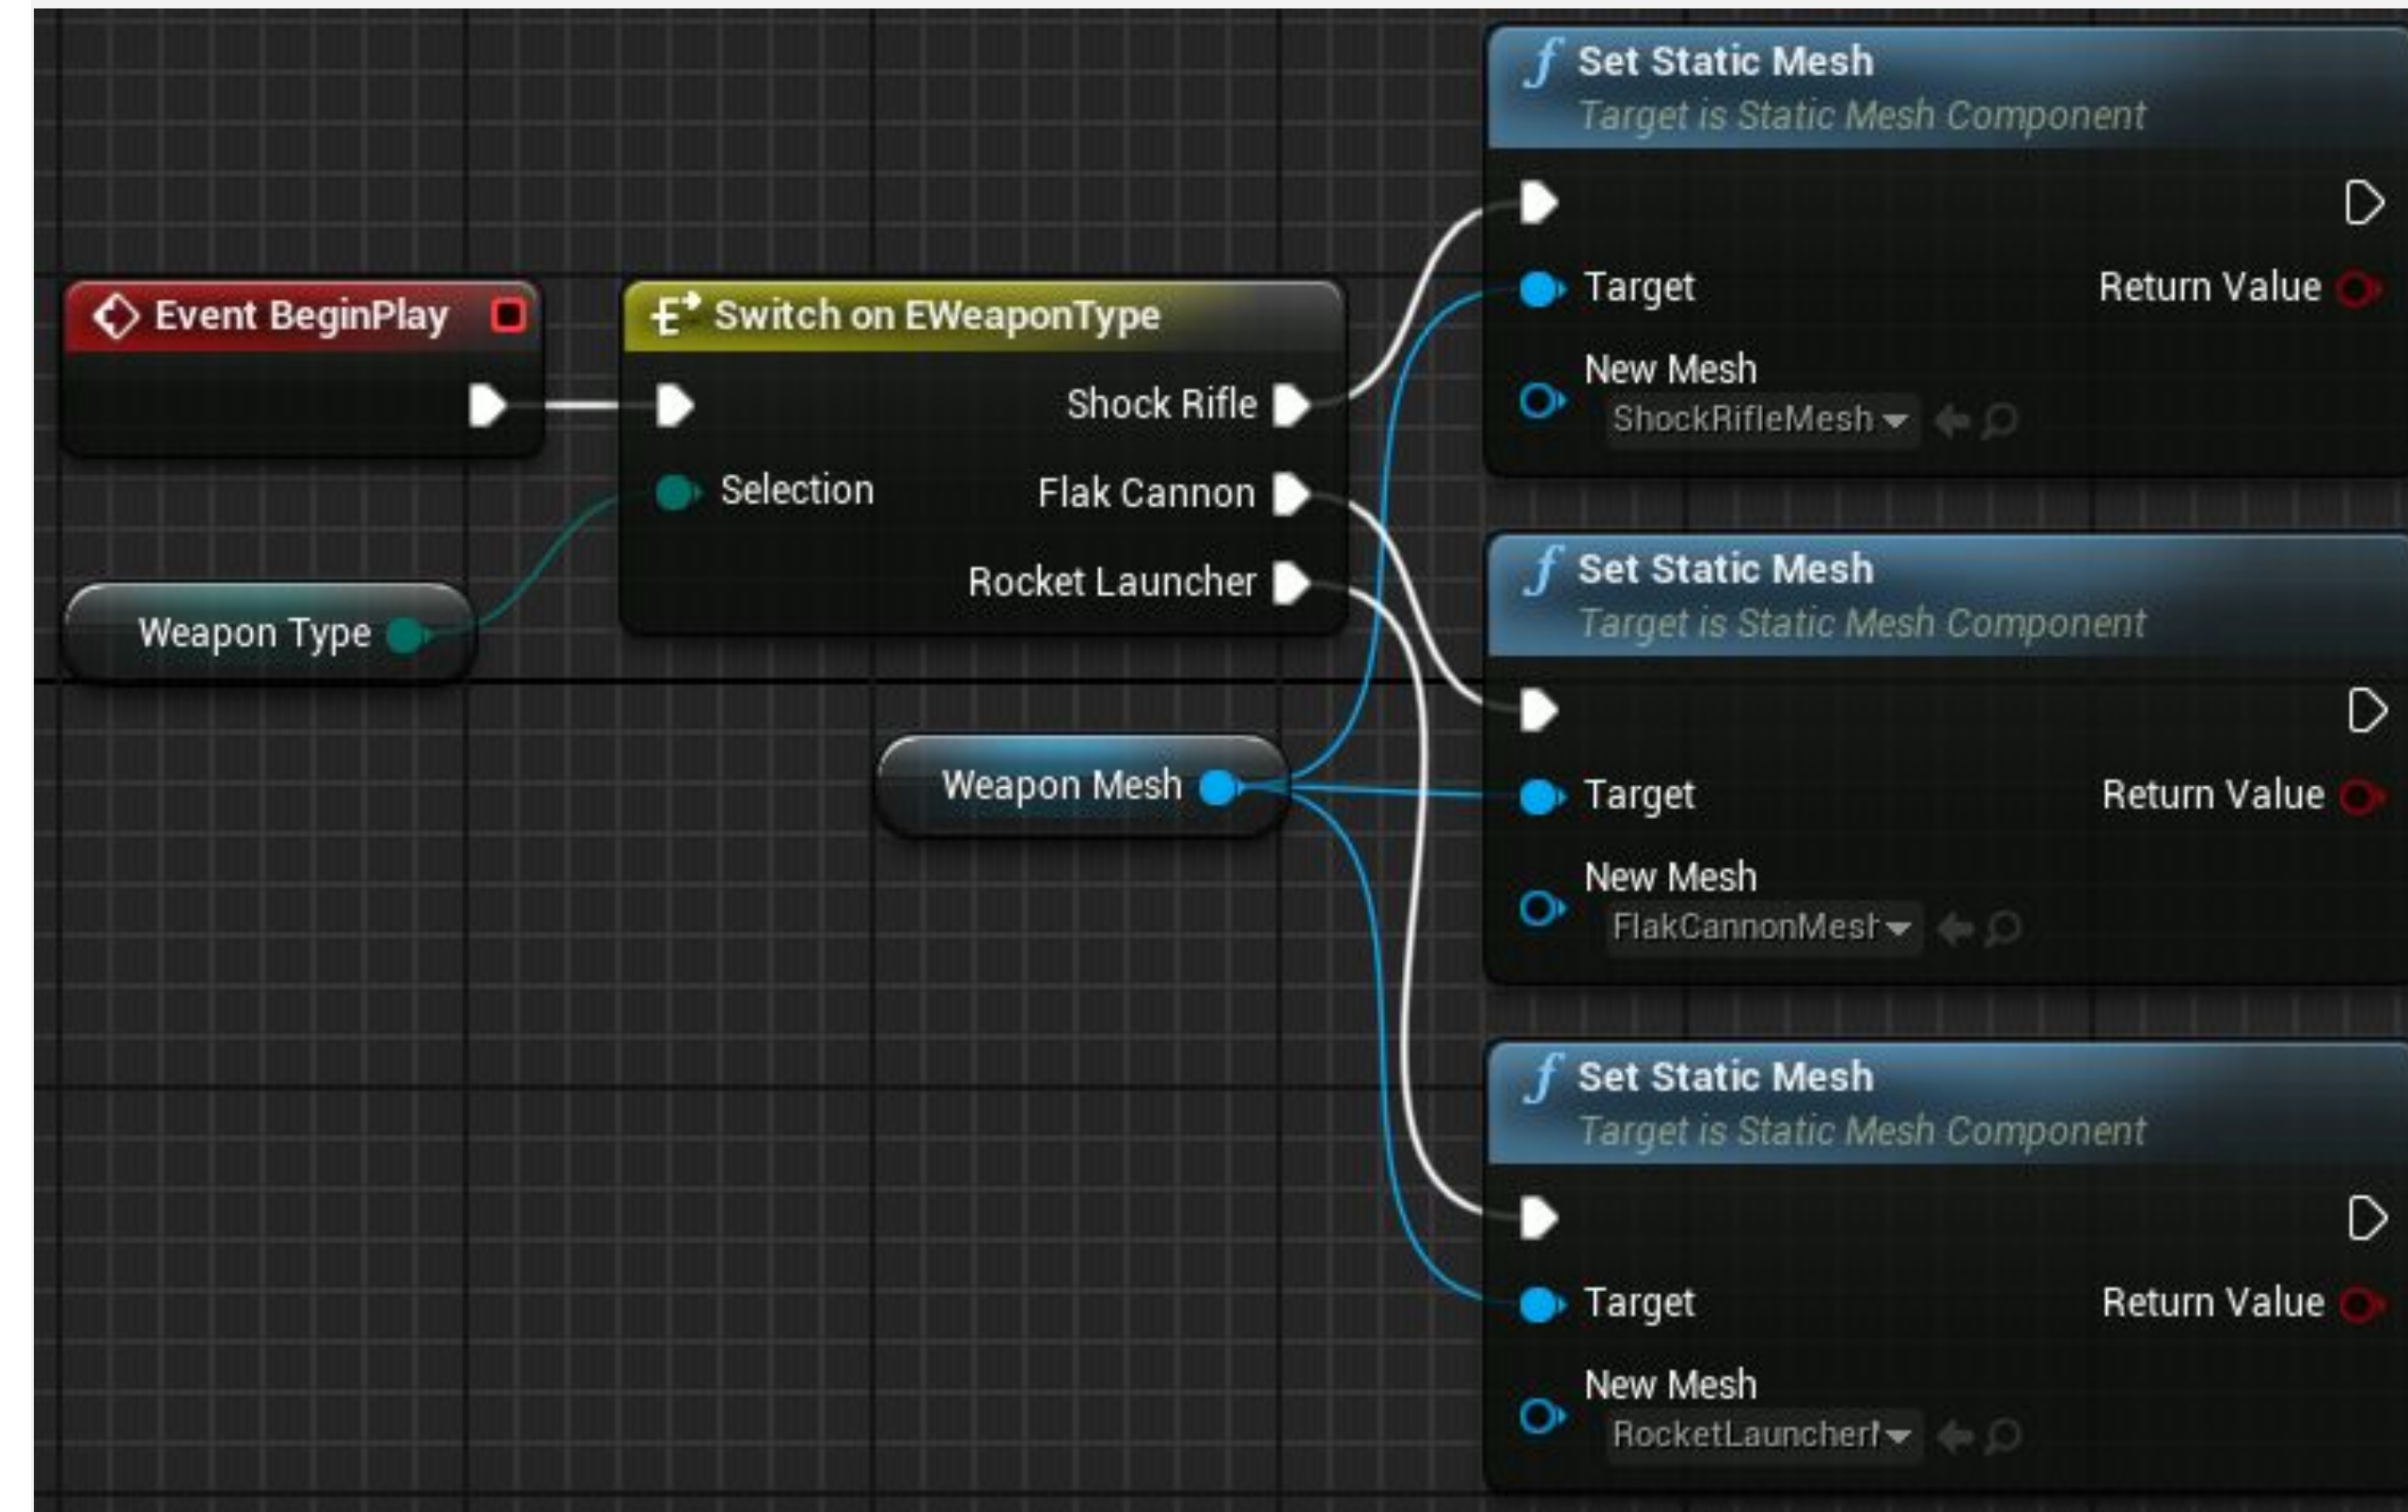 Event BeginPlay
Weapon Type
Switch on EWeaponType
Shock Rifle
Selection
Flak Cannon
Rocket Launcher
Weapon Mesh
Set Static Mesh
Target is Static Mesh Component
Target
Return Value
New Mesh
ShockRifleMesh
Set Static Mesh
Target is Static Mesh Component
Target
Return Value
New Mesh
FlakCannonMesh
Set Static Mesh
Target is Static Mesh Component
Target
Return Value
New Mesh
RocketLauncher